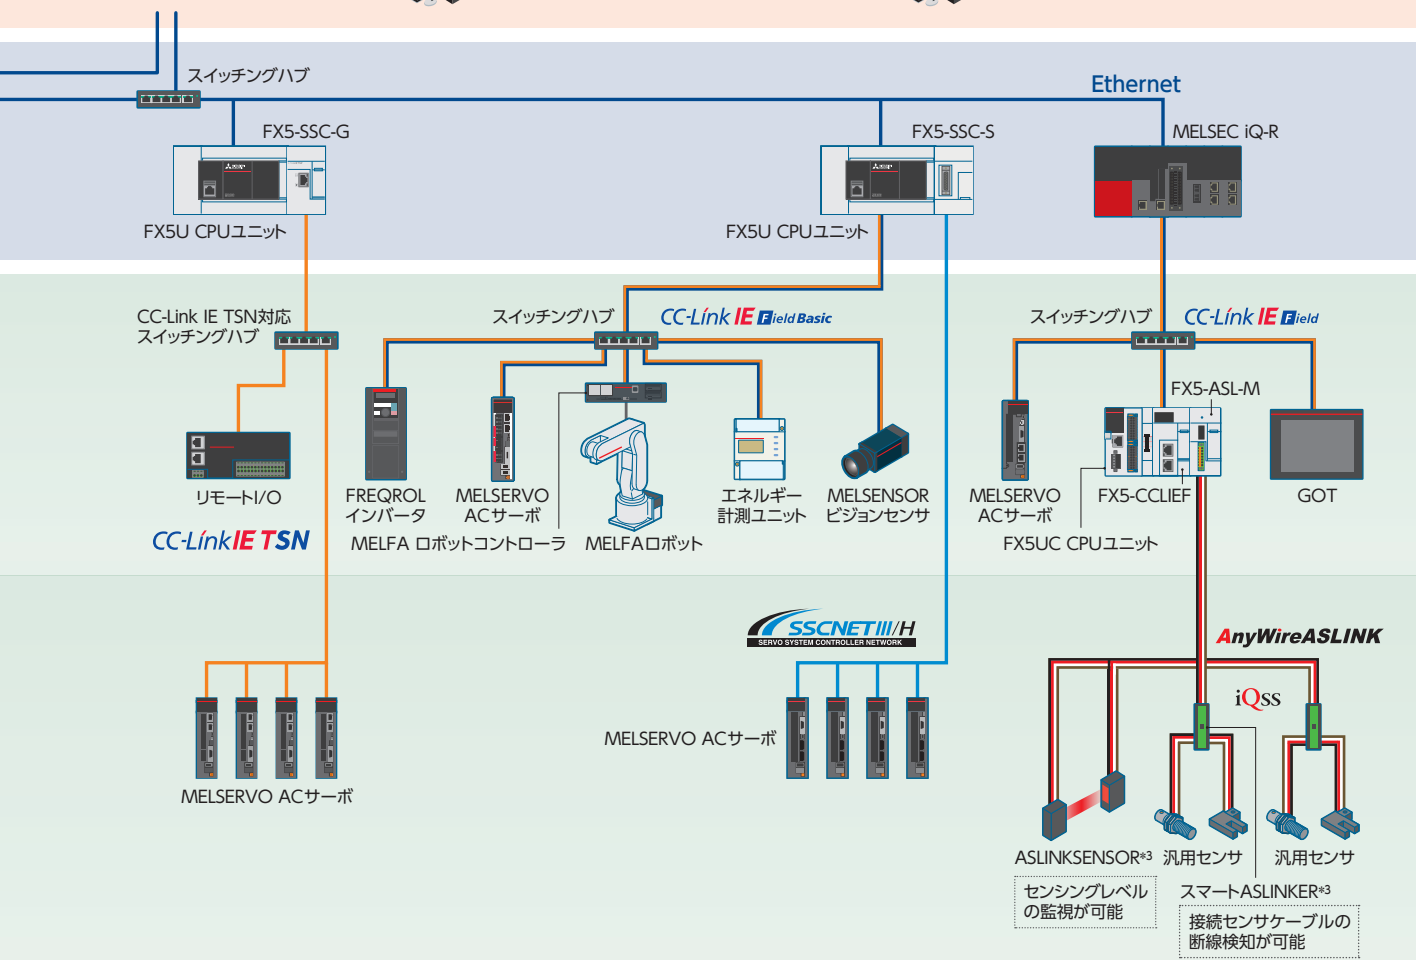 スイッチングハブ
Ethernet
FX5-SSC-G
FX5-SSC-S
MELSEC iQ-R
FX5U CPUユニット
FX5U CPUユニット
CC-Link IE TSN対応
スイッチングハブ
スイッチングハブ
CC-Link IE Field Basic
スイッチングハブ
CC-Link IE Field
FX5-ASL-M
リモートI/O
FREQROL
インバータ
MELSERVO
ACサーボ
エネルギー
計測ユニット
MELSENSOR
ビジョンセンサ
MELSERVO
ACサーボ
FX5-CCLIEF
GOT
CC-Link IE TSN
MELFA ロボットコントローラ
MELFAロボット
FX5UC CPUユニット
SSCNETIII/H
SERVO SYSTEM CONTROLLER NETWORK
AnyWireASLINK
iQss
MELSERVO ACサーボ
MELSERVO ACサーボ
ASLINKSENSOR*3
汎用センサ
汎用センサ
センシングレベル
の監視が可能
スマートASLINKER*3
接続センサケーブルの
断線検知が可能